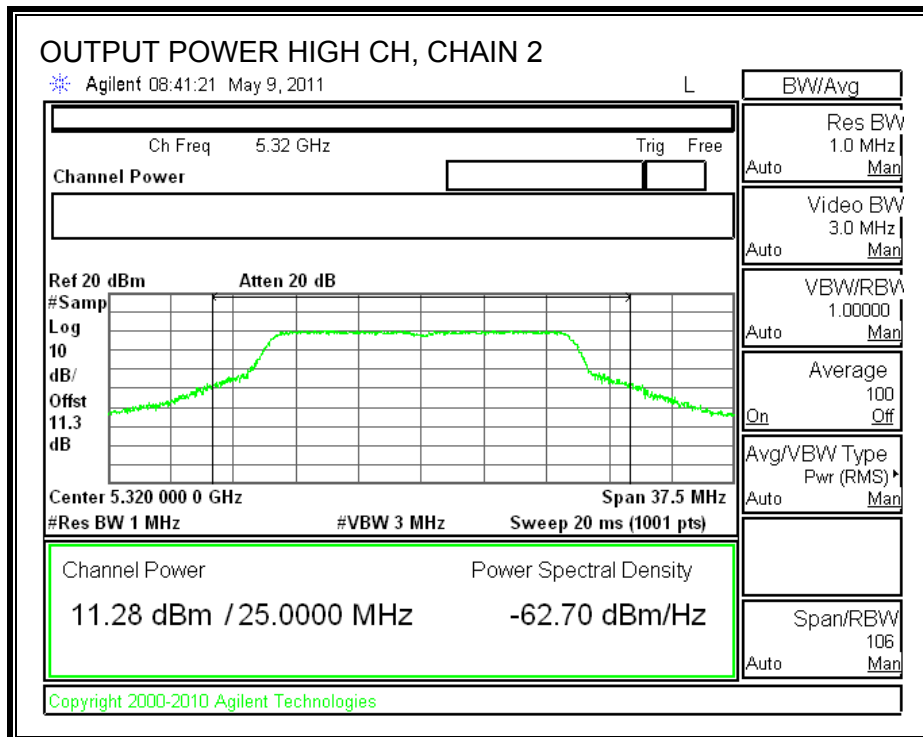 OUTPUT POWER HIGH CH, CHAIN 2
Agilent 08:41:21 May 9, 2011 L
BW/Avg
Ch Freq 5.32 GHz Trig Free
Channel Power
Res BW
1.0 MHz
Auto Man
Video BW
3.0 MHz
Auto Man
Ref 20 dBm Atten 20 dB
#Samp
Log
10
dB/
Offst
11.3
dB
VBW/RBW
1.00000
Auto Man
Average
100
On Off
Avg/VBW Type
Pwr (RMS)
Auto Man
Center 5.320 000 0 GHz Span 37.5 MHz
#Res BW 1 MHz #VBW 3 MHz Sweep 20 ms (1001 pts)
Channel Power Power Spectral Density
11.28 dBm / 25.0000 MHz -62.70 dBm/Hz
Span/RBW
106
Auto Man
Copyright 2000-2010 Agilent Technologies